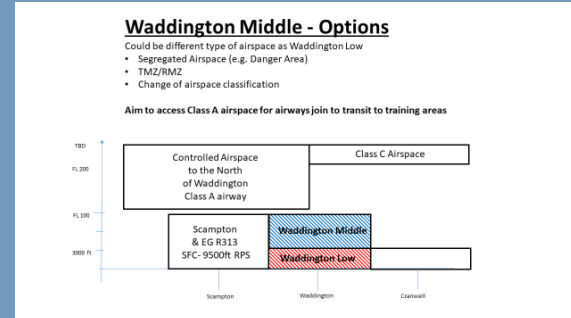 Waddington Middle - Options
Could be different type of airspace as Waddington Low
• Segregated Airspace (e.g. Danger Area)
• TMZ/RMZ
• Change of airspace classification
Aim to access Class A airspace for airways join to transit to training areas
TBD
FL 200
FL 100
3000 ft
Controlled Airspace
to the North
of Waddington
Class A airway
Class C Airspace
Scampton
& EG R313
SFC- 9500ft RPS
Waddington Middle
Waddington Low
Scampton
Waddington
Cranwell